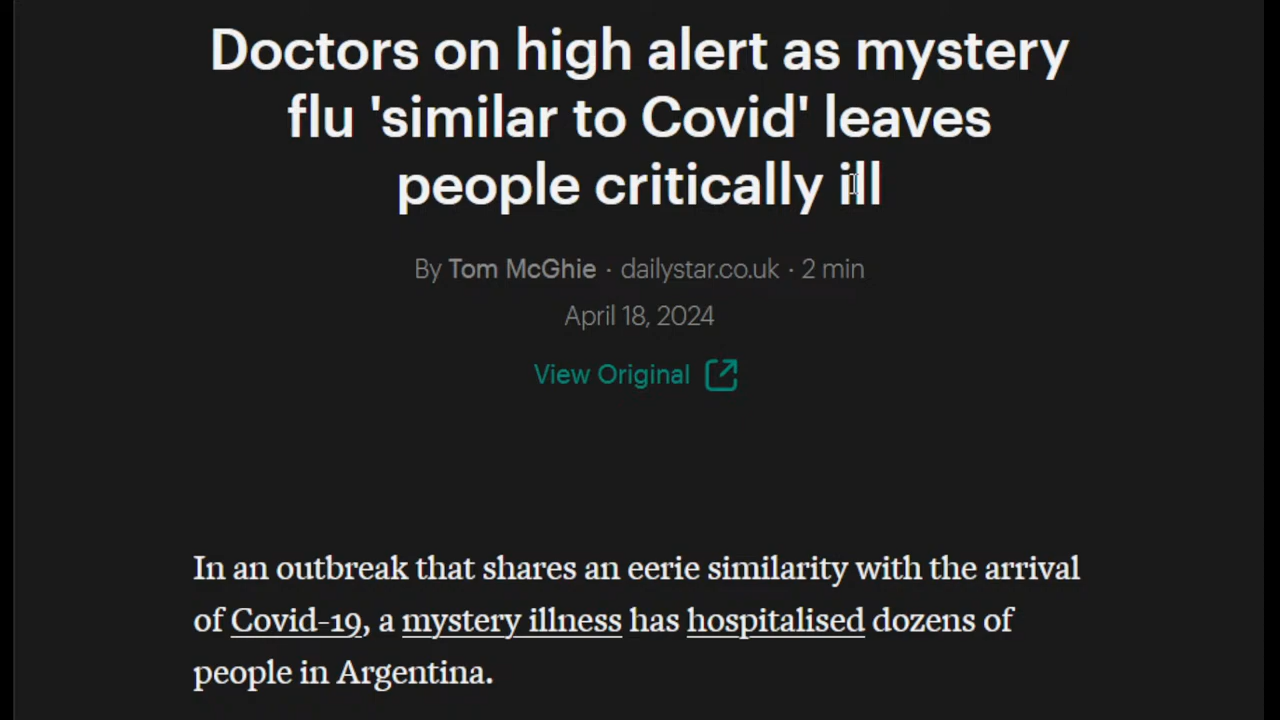 Doctors on high alert as mystery
flu 'similar to Covid' leaves
people critically ill
By Tom McGhie · dailystar.co.uk · 2 min
April 18, 2024
View Original
In an outbreak that shares an eerie similarity with the arrival
of Covid-19, a mystery illness has hospitalised dozens of
people in Argentina.